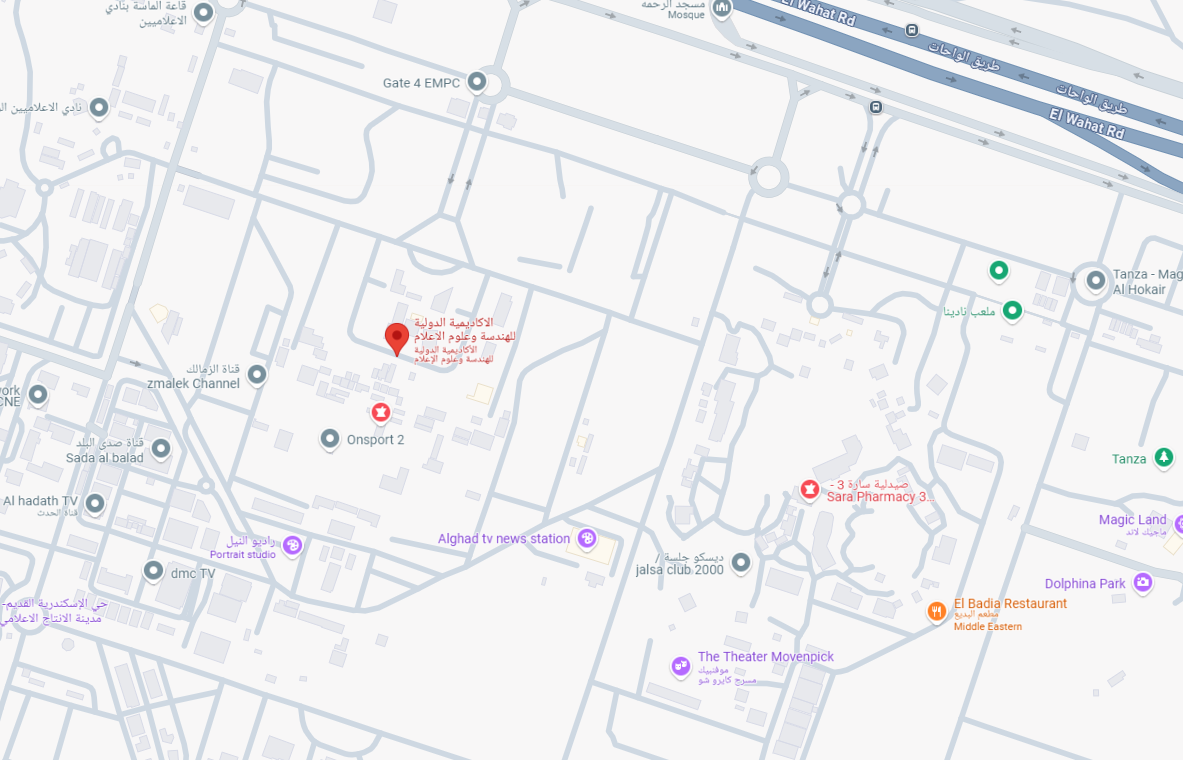 قاعة الماسة بنادي
الاعلاميين
مسجد الرحمة
Mosque
El Wahat Rd
طريق الواحات
طريق الواحات
El Wahat Rd
Gate 4 EMPC
نادي الاعلاميين
Tanza - Mag
Al Hokair
ملعب نادينا
الاكاديمية الدولية
للهندسة وعلوم الاعلام
الاكاديمية الدولية
للهندسة وعلوم الإعلام
قناة الزمالك
zmalek Channel
CNE
Onsport 2
قناة صدى البلد
Sada al balad
Tanza
صيدلية سارة 3 -
Sara Pharmacy 3...
Al hadath TV
قناة الحدث
Magic Land
ماجيك لاند
راديو النيل
Portrait studio
Alghad tv news station
ديسكو جلسة /
jalsa club 2000
dmc TV
Dolphina Park
حي الإسكندرية القديم-
مدينة الانتاج الاعلامي
El Badia Restaurant
مطعم البديع
Middle Eastern
The Theater Movenpick
موفنبيك
مسرح كايرو شو